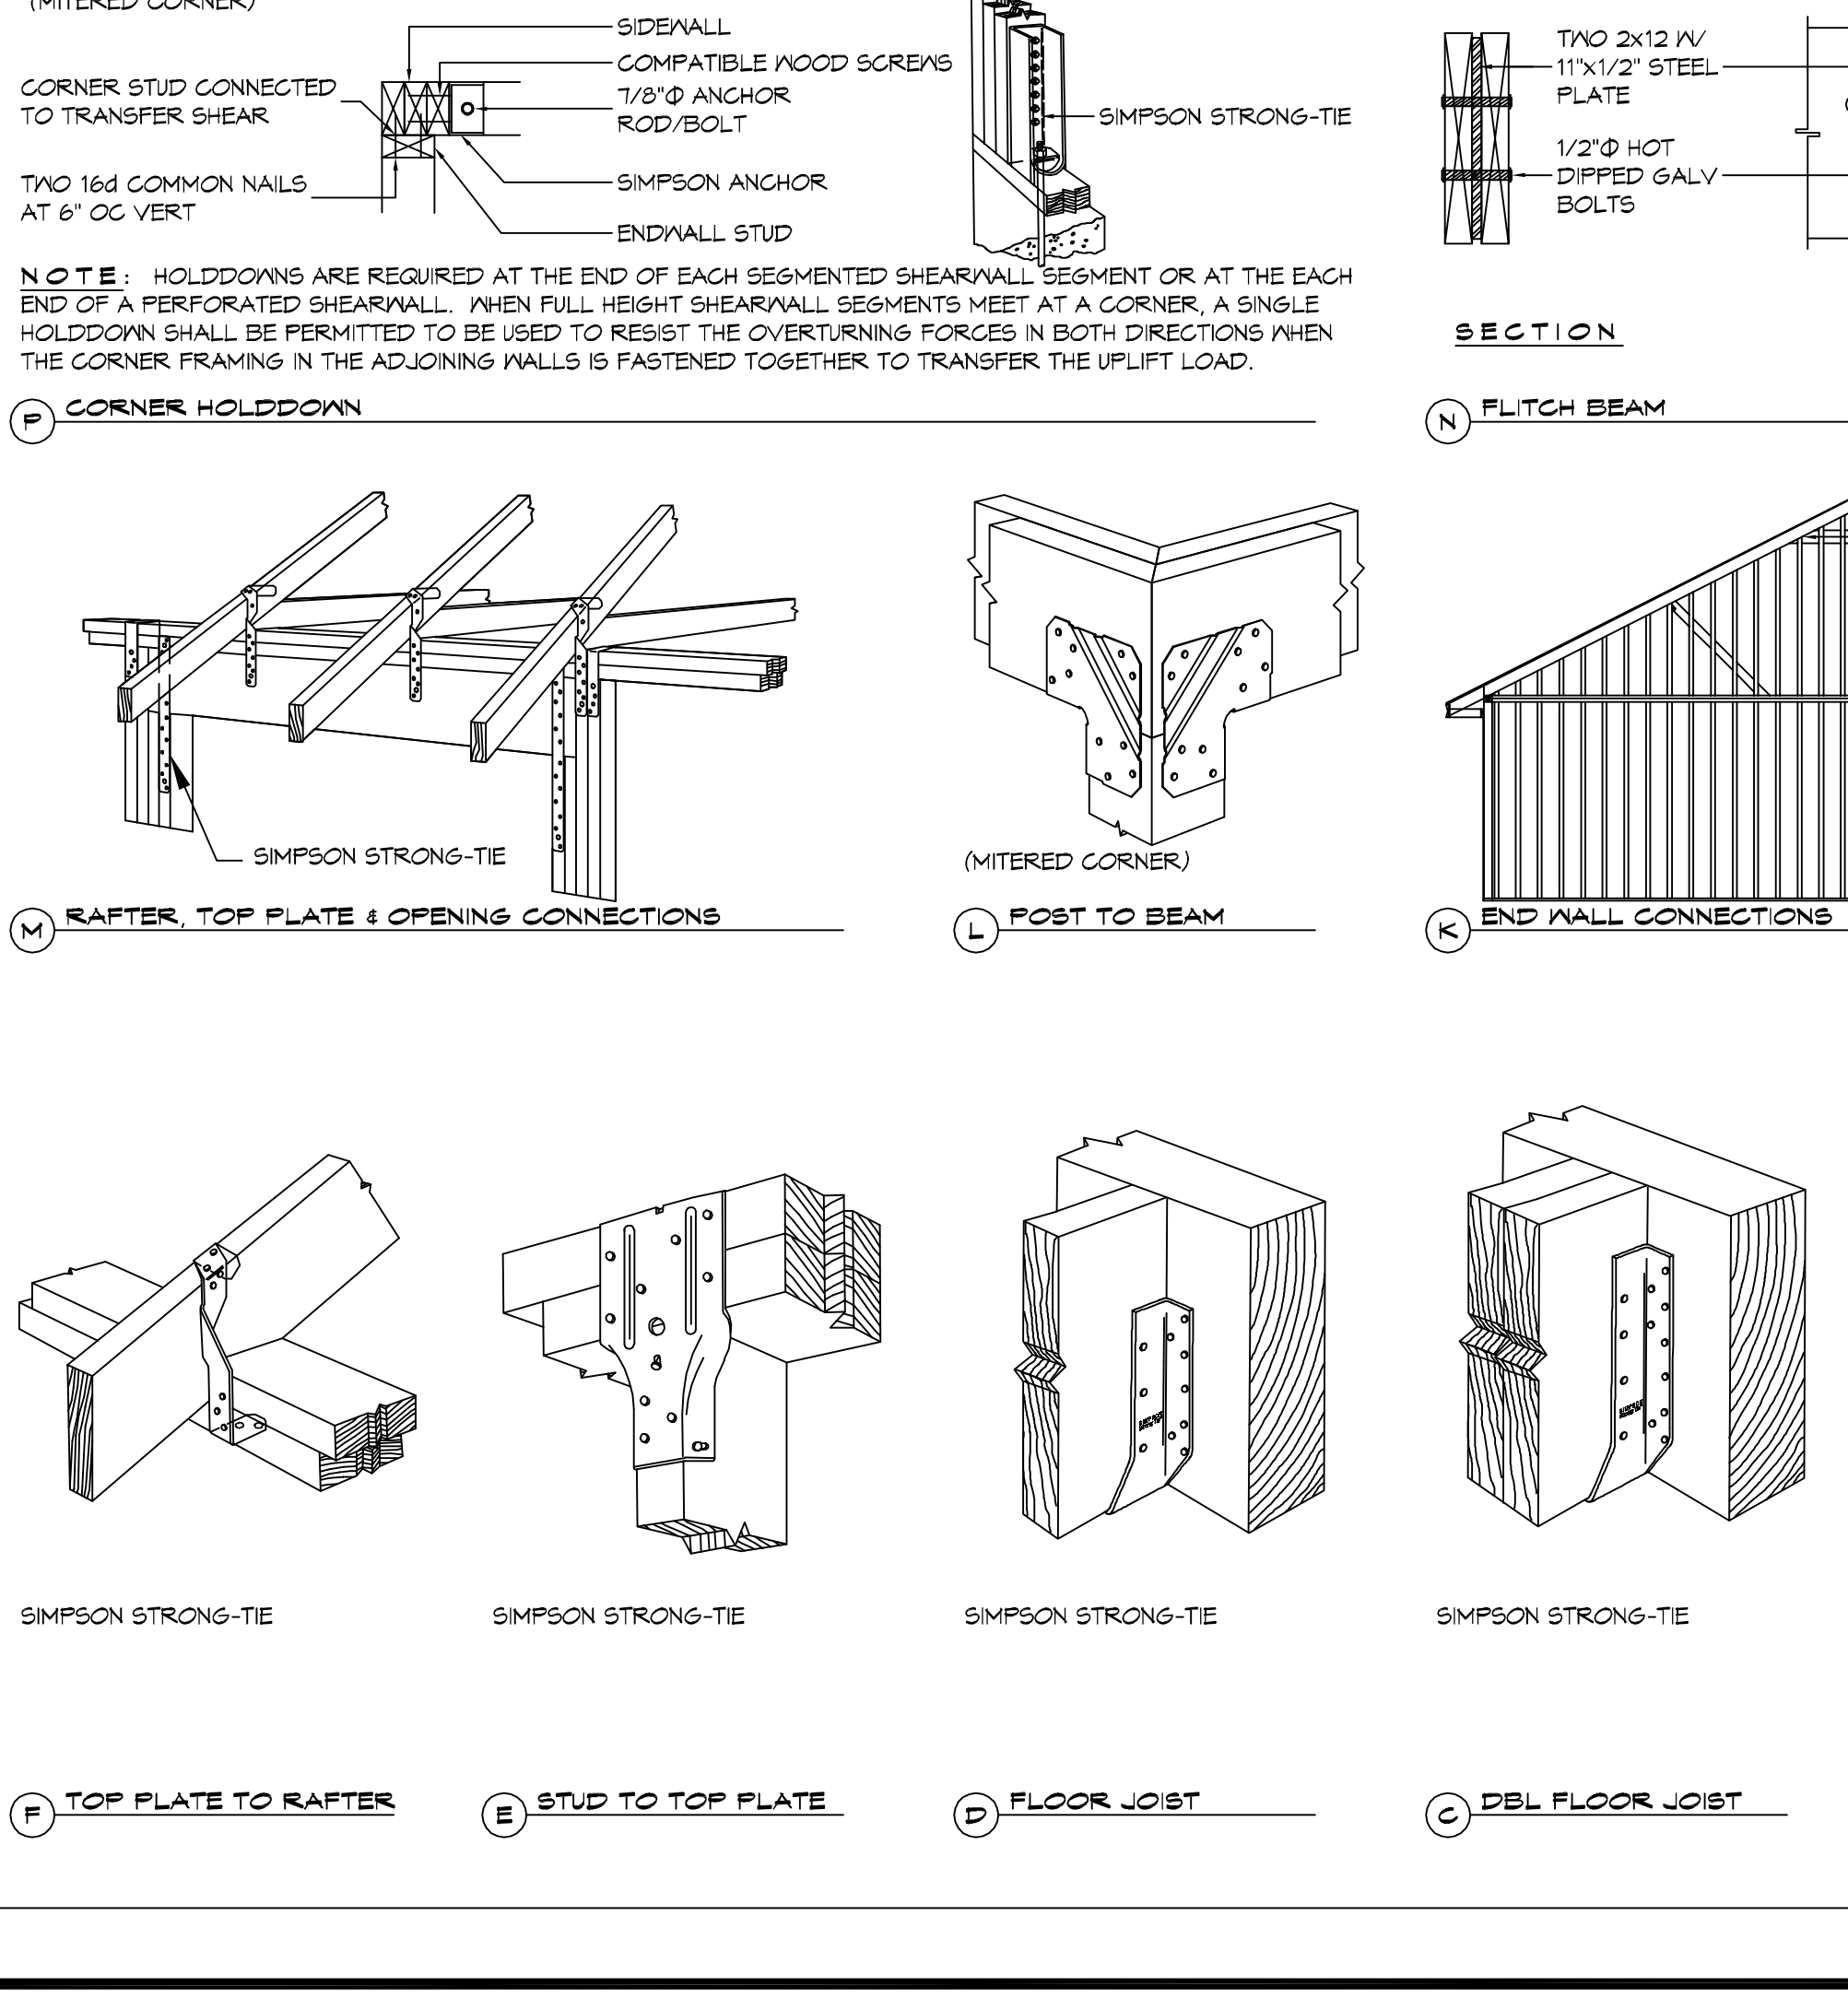 (MITERED CORNER)
SIDEWALL
COMPATIBLE WOOD SCREWS
CORNER STUD CONNECTED
TO TRANSFER SHEAR
7/8"Φ ANCHOR
ROD/BOLT
TWO 16d COMMON NAILS
AT 6" OC VERT
SIMPSON ANCHOR
ENDWALL STUD
SIMPSON STRONG-TIE
NOTE: HOLDDOWNS ARE REQUIRED AT THE END OF EACH SEGMENTED SHEARWALL SEGMENT OR AT THE EACH
END OF A PERFORATED SHEARWALL. WHEN FULL HEIGHT SHEARWALL SEGMENTS MEET AT A CORNER, A SINGLE
HOLDDOWN SHALL BE PERMITTED TO BE USED TO RESIST THE OVERTURNING FORCES IN BOTH DIRECTIONS WHEN
THE CORNER FRAMING IN THE ADJOINING WALLS IS FASTENED TOGETHER TO TRANSFER THE UPLIFT LOAD.
P CORNER HOLDDOWN
TWO 2x12 W/
11"x1/2" STEEL
PLATE
1/2"Φ HOT
DIPPED GALV
BOLTS
SECTION
N FLITCH BEAM
SIMPSON STRONG-TIE
M RAFTER, TOP PLATE & OPENING CONNECTIONS
(MITERED CORNER)
L POST TO BEAM
K END WALL CONNECTIONS
SIMPSON STRONG-TIE
F TOP PLATE TO RAFTER
SIMPSON STRONG-TIE
E STUD TO TOP PLATE
SIMPSON STRONG-TIE
D FLOOR JOIST
SIMPSON STRONG-TIE
C DBL FLOOR JOIST